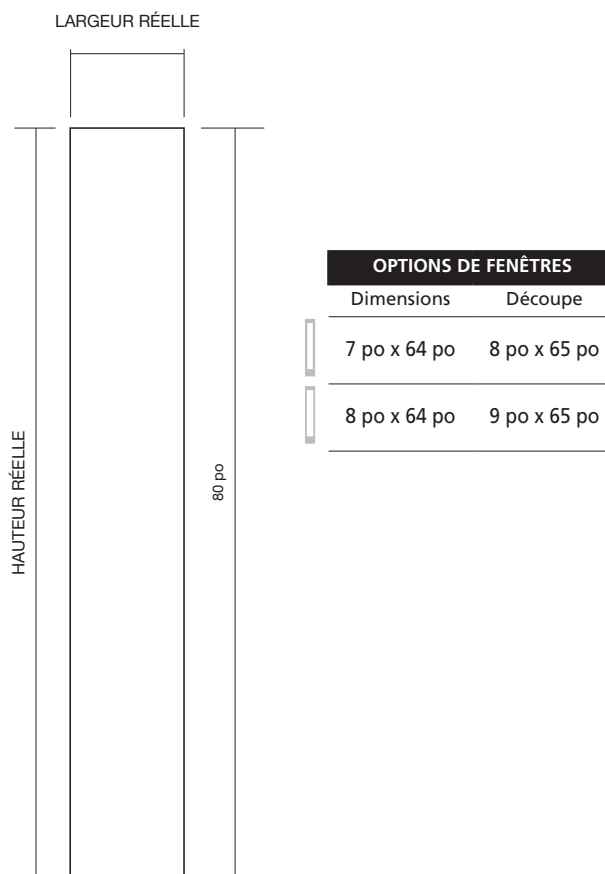 LARGEUR RÉELLE
HAUTEUR RÉELLE
80 po
OPTIONS DE FENÊTRES
Dimensions Découpe
7 po x 64 po 8 po x 65 po
8 po x 64 po 9 po x 65 po